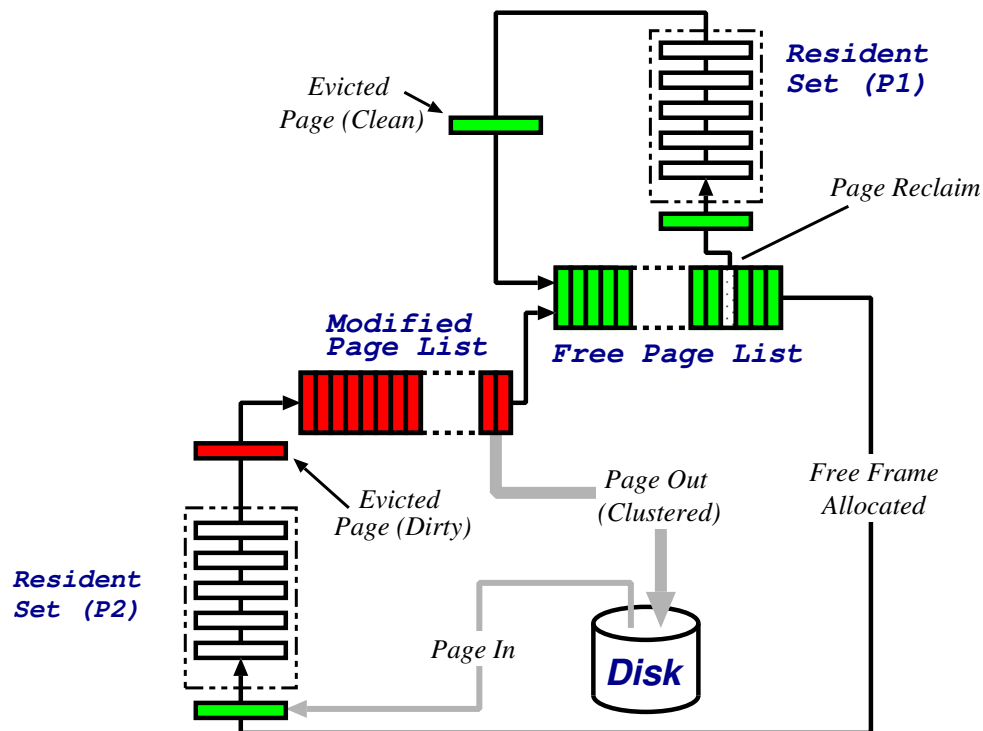 Resident
Set (P1)
Evicted
Page (Clean)
Page Reclaim
Modified
Page List
Free Page List
Free Frame
Allocated
Page Out
(Clustered)
Evicted
Page (Dirty)
Resident
Set (P2)
Page In
Disk